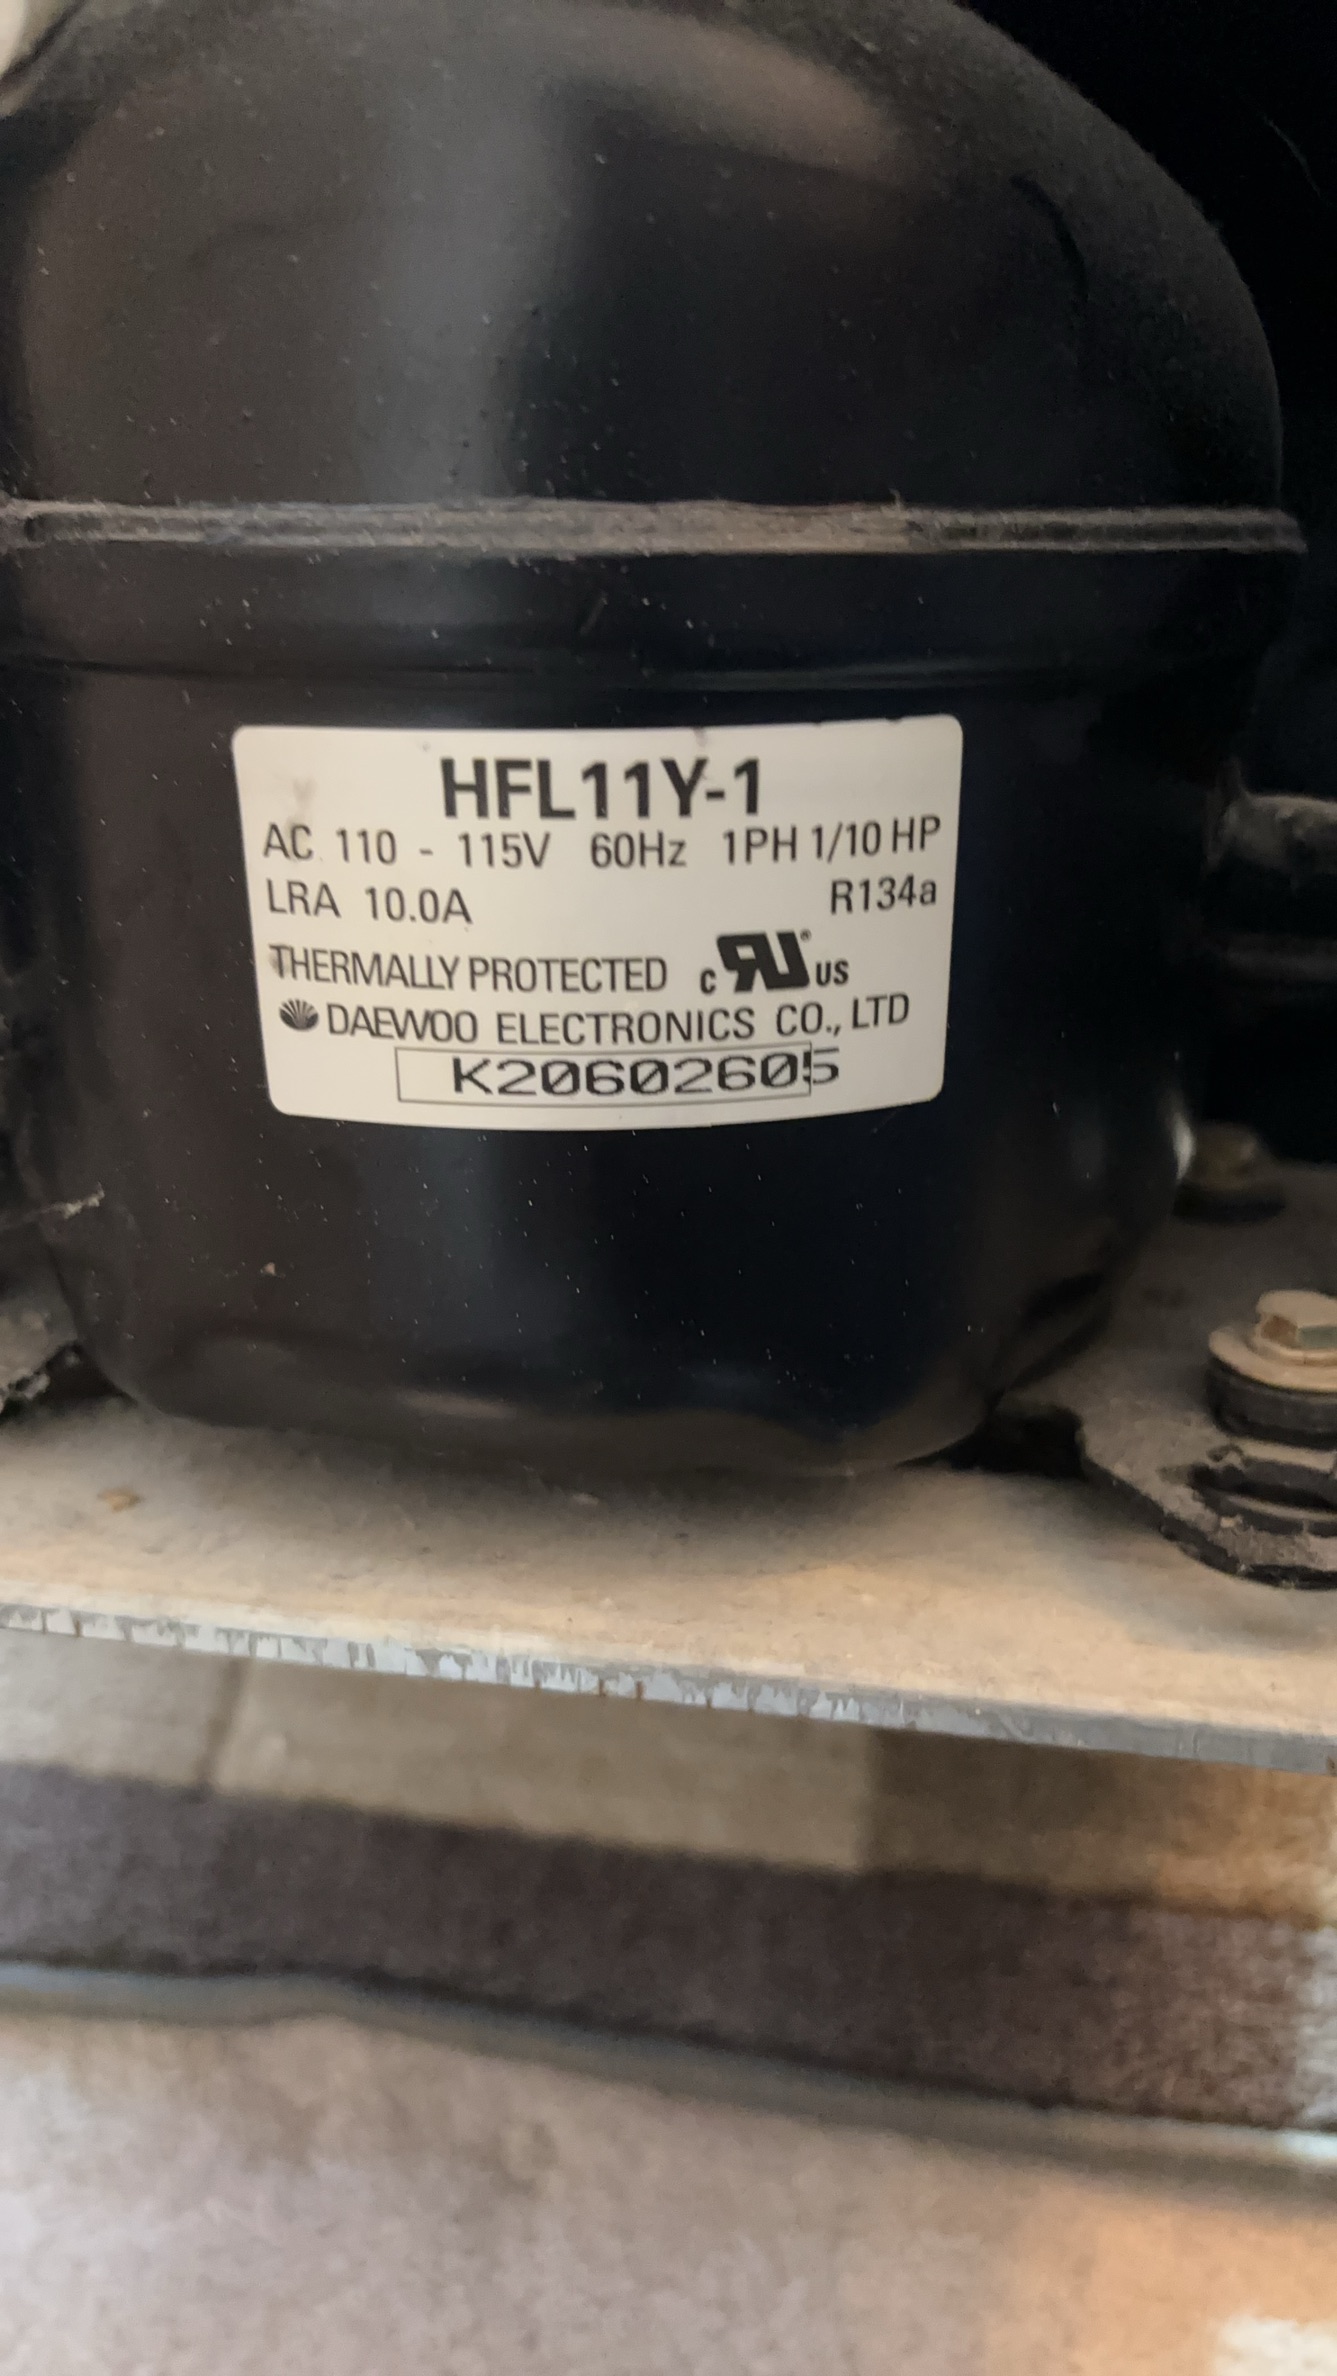 HFL11Y-1
AC 110 - 115V 60Hz 1PH 1/10 HP
LRA 10.0A R134a
THERMALLY PROTECTED c RU® US
DAEWOO ELECTRONICS CO., LTD
K20602605